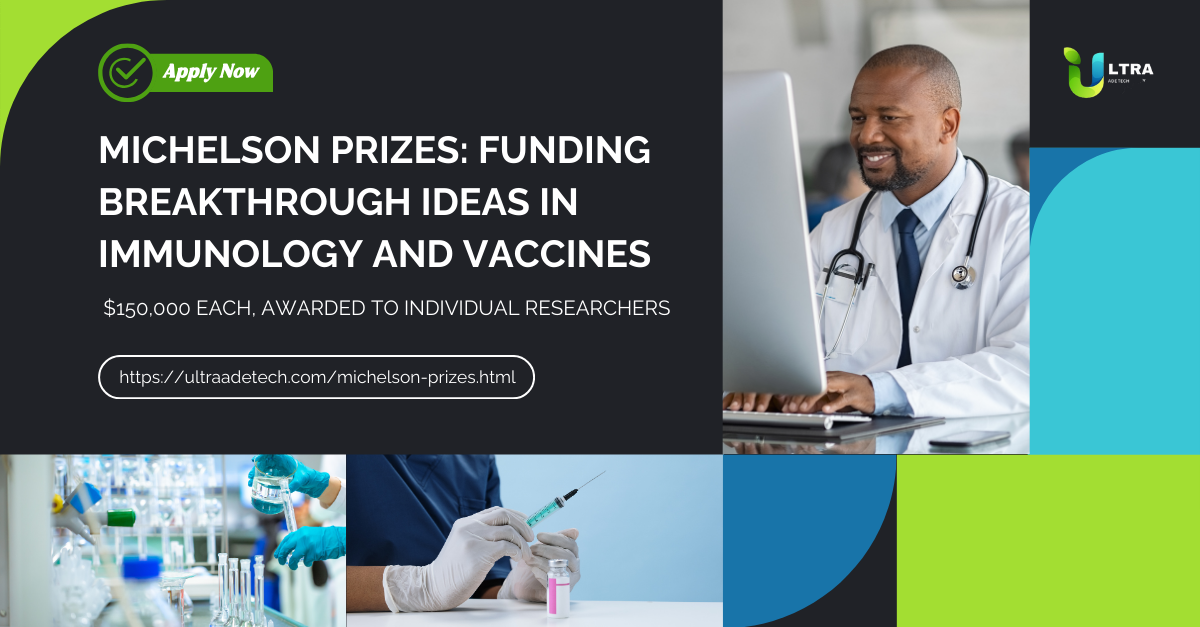 Apply Now
LTRA
ADETECH
MICHELSON PRIZES: FUNDING
BREAKTHROUGH IDEAS IN
IMMUNOLOGY AND VACCINES
$150,000 EACH, AWARDED TO INDIVIDUAL RESEARCHERS
https://ultraadetech.com/michelson-prizes.html